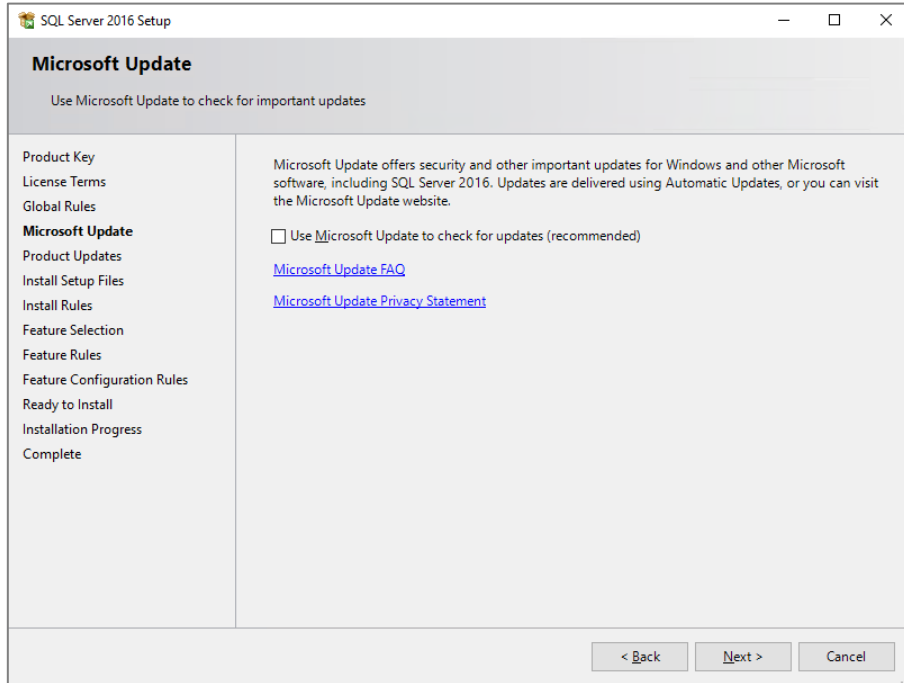 SQL Server 2016 Setup
Microsoft Update
Use Microsoft Update to check for important updates
Product Key
License Terms
Global Rules
Microsoft Update
Product Updates
Install Setup Files
Install Rules
Feature Selection
Feature Rules
Feature Configuration Rules
Ready to Install
Installation Progress
Complete
Microsoft Update offers security and other important updates for Windows and other Microsoft
software, including SQL Server 2016. Updates are delivered using Automatic Updates, or you can visit
the Microsoft Update website.
Use Microsoft Update to check for updates (recommended)
Microsoft Update FAQ
Microsoft Update Privacy Statement
< Back
Next >
Cancel